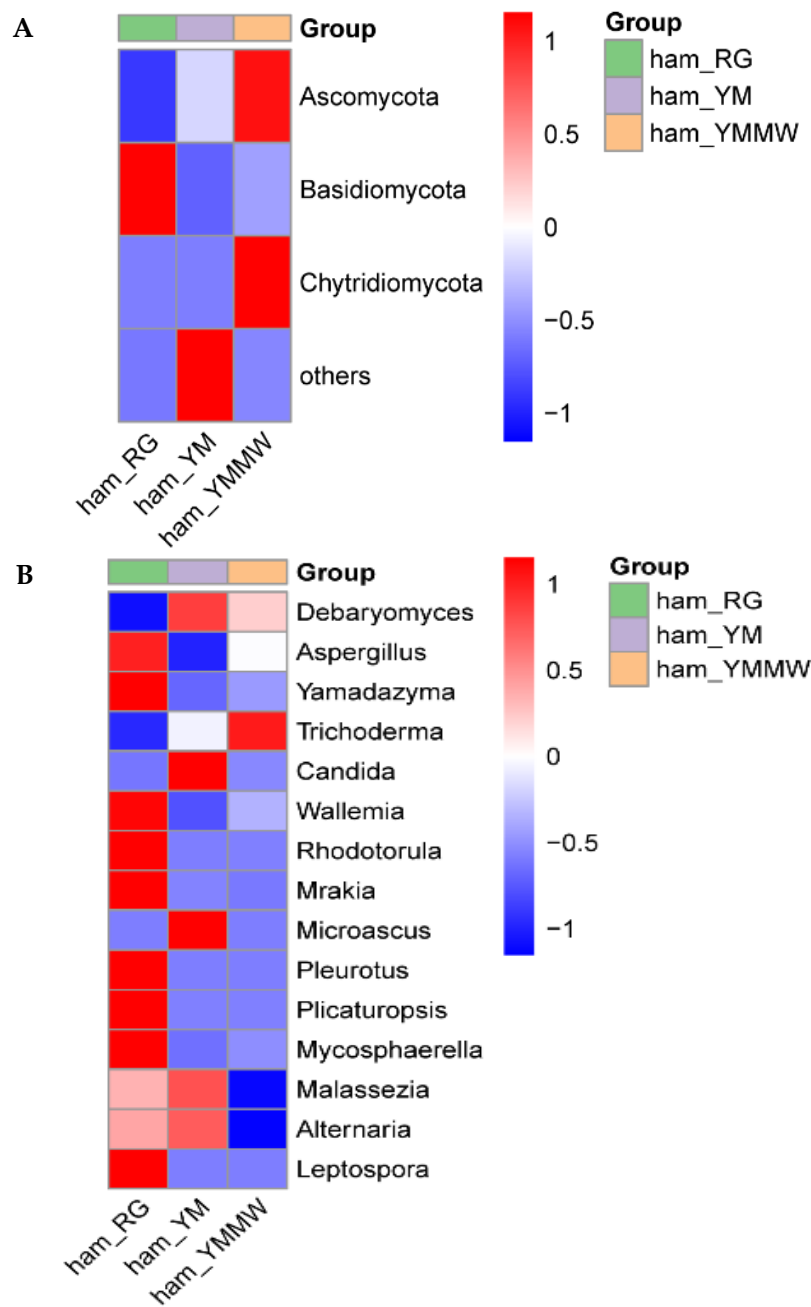 A
Group
Ascomycota
Basidiomycota
Chytridiomycota
others
ham_RG
ham_YM
ham_YMMW
1
0.5
0
−0.5
−1
ham_RG
ham_YM
ham_YMMW
Group
B
Group
Debaryomyces
Aspergillus
Yamadazyma
Trichoderma
Candida
Wallemia
Rhodotorula
Mrakia
Microascus
Pleurotus
Plicaturopsis
Mycosphaerella
Malassezia
Alternaria
Leptospora
ham_RG
ham_YM
ham_YMMW
1
0.5
0
−0.5
−1
Group
ham_RG
ham_YM
ham_YMMW